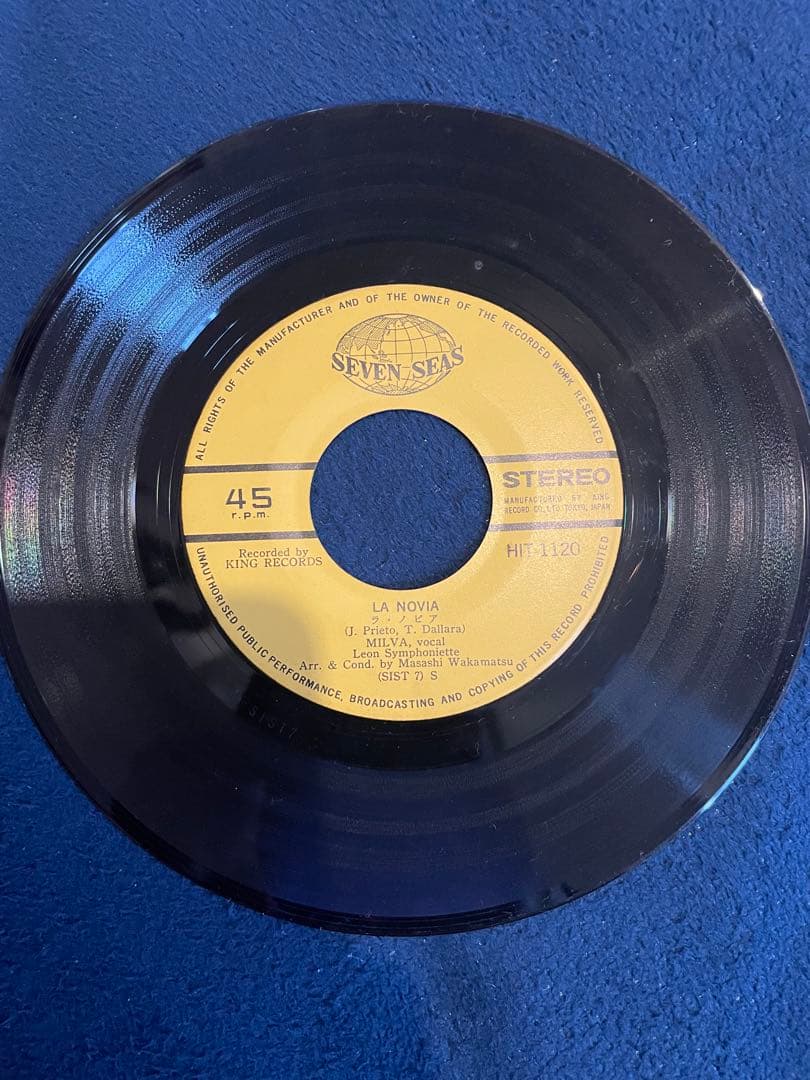 ALL RIGHTS OF THE MANUFACTURER AND OF THE OWNER OF THE RECORDED WORK RESERVED
SEVEN SEAS
45
r.p.m.
STEREO
MANUFACTURED BY KING
RECORD CO., LTD. TOKYO, JAPAN
Recorded by
KING RECORDS
HIT-1120
LA NOVIA
ラ・ノビア
(J. Prieto, T. Dallara)
MILVA, vocal
Leon Symphoniette
Arr. & Cond. by Masashi Wakamatsu
(SIST 7) S
UNAUTHORISED PUBLIC PERFORMANCE, BROADCASTING AND COPYING OF THIS RECORD PROHIBITED
SIST7